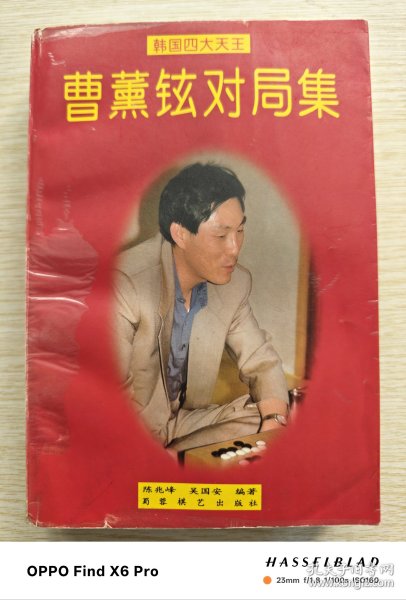 韩国四大天王
曹薰铉对局集
陈兆峰 吴国安 编著
蜀蓉棋艺出版社
OPPO Find X6 Pro
HASSELBLAD
23mm f/1.8 1/100s ISO160